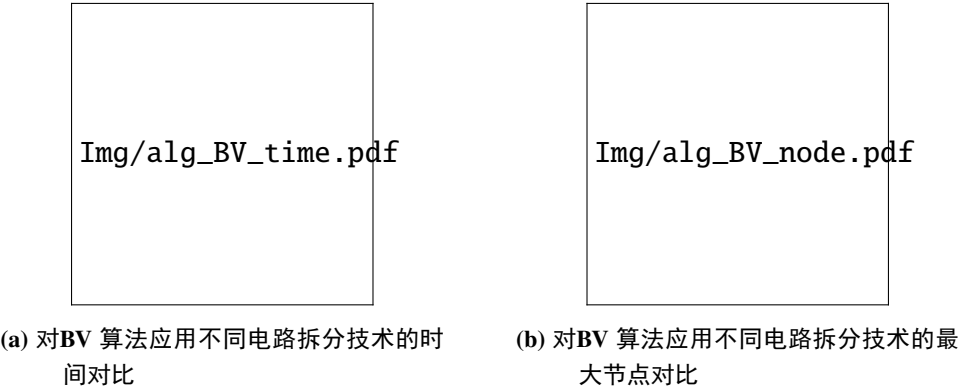 Img/alg_BV_time.pdf
Img/alg_BV_node.pdf
(a) 对BV 算法应用不同电路拆分技术的时
间对比
(b) 对BV 算法应用不同电路拆分技术的最
大节点对比